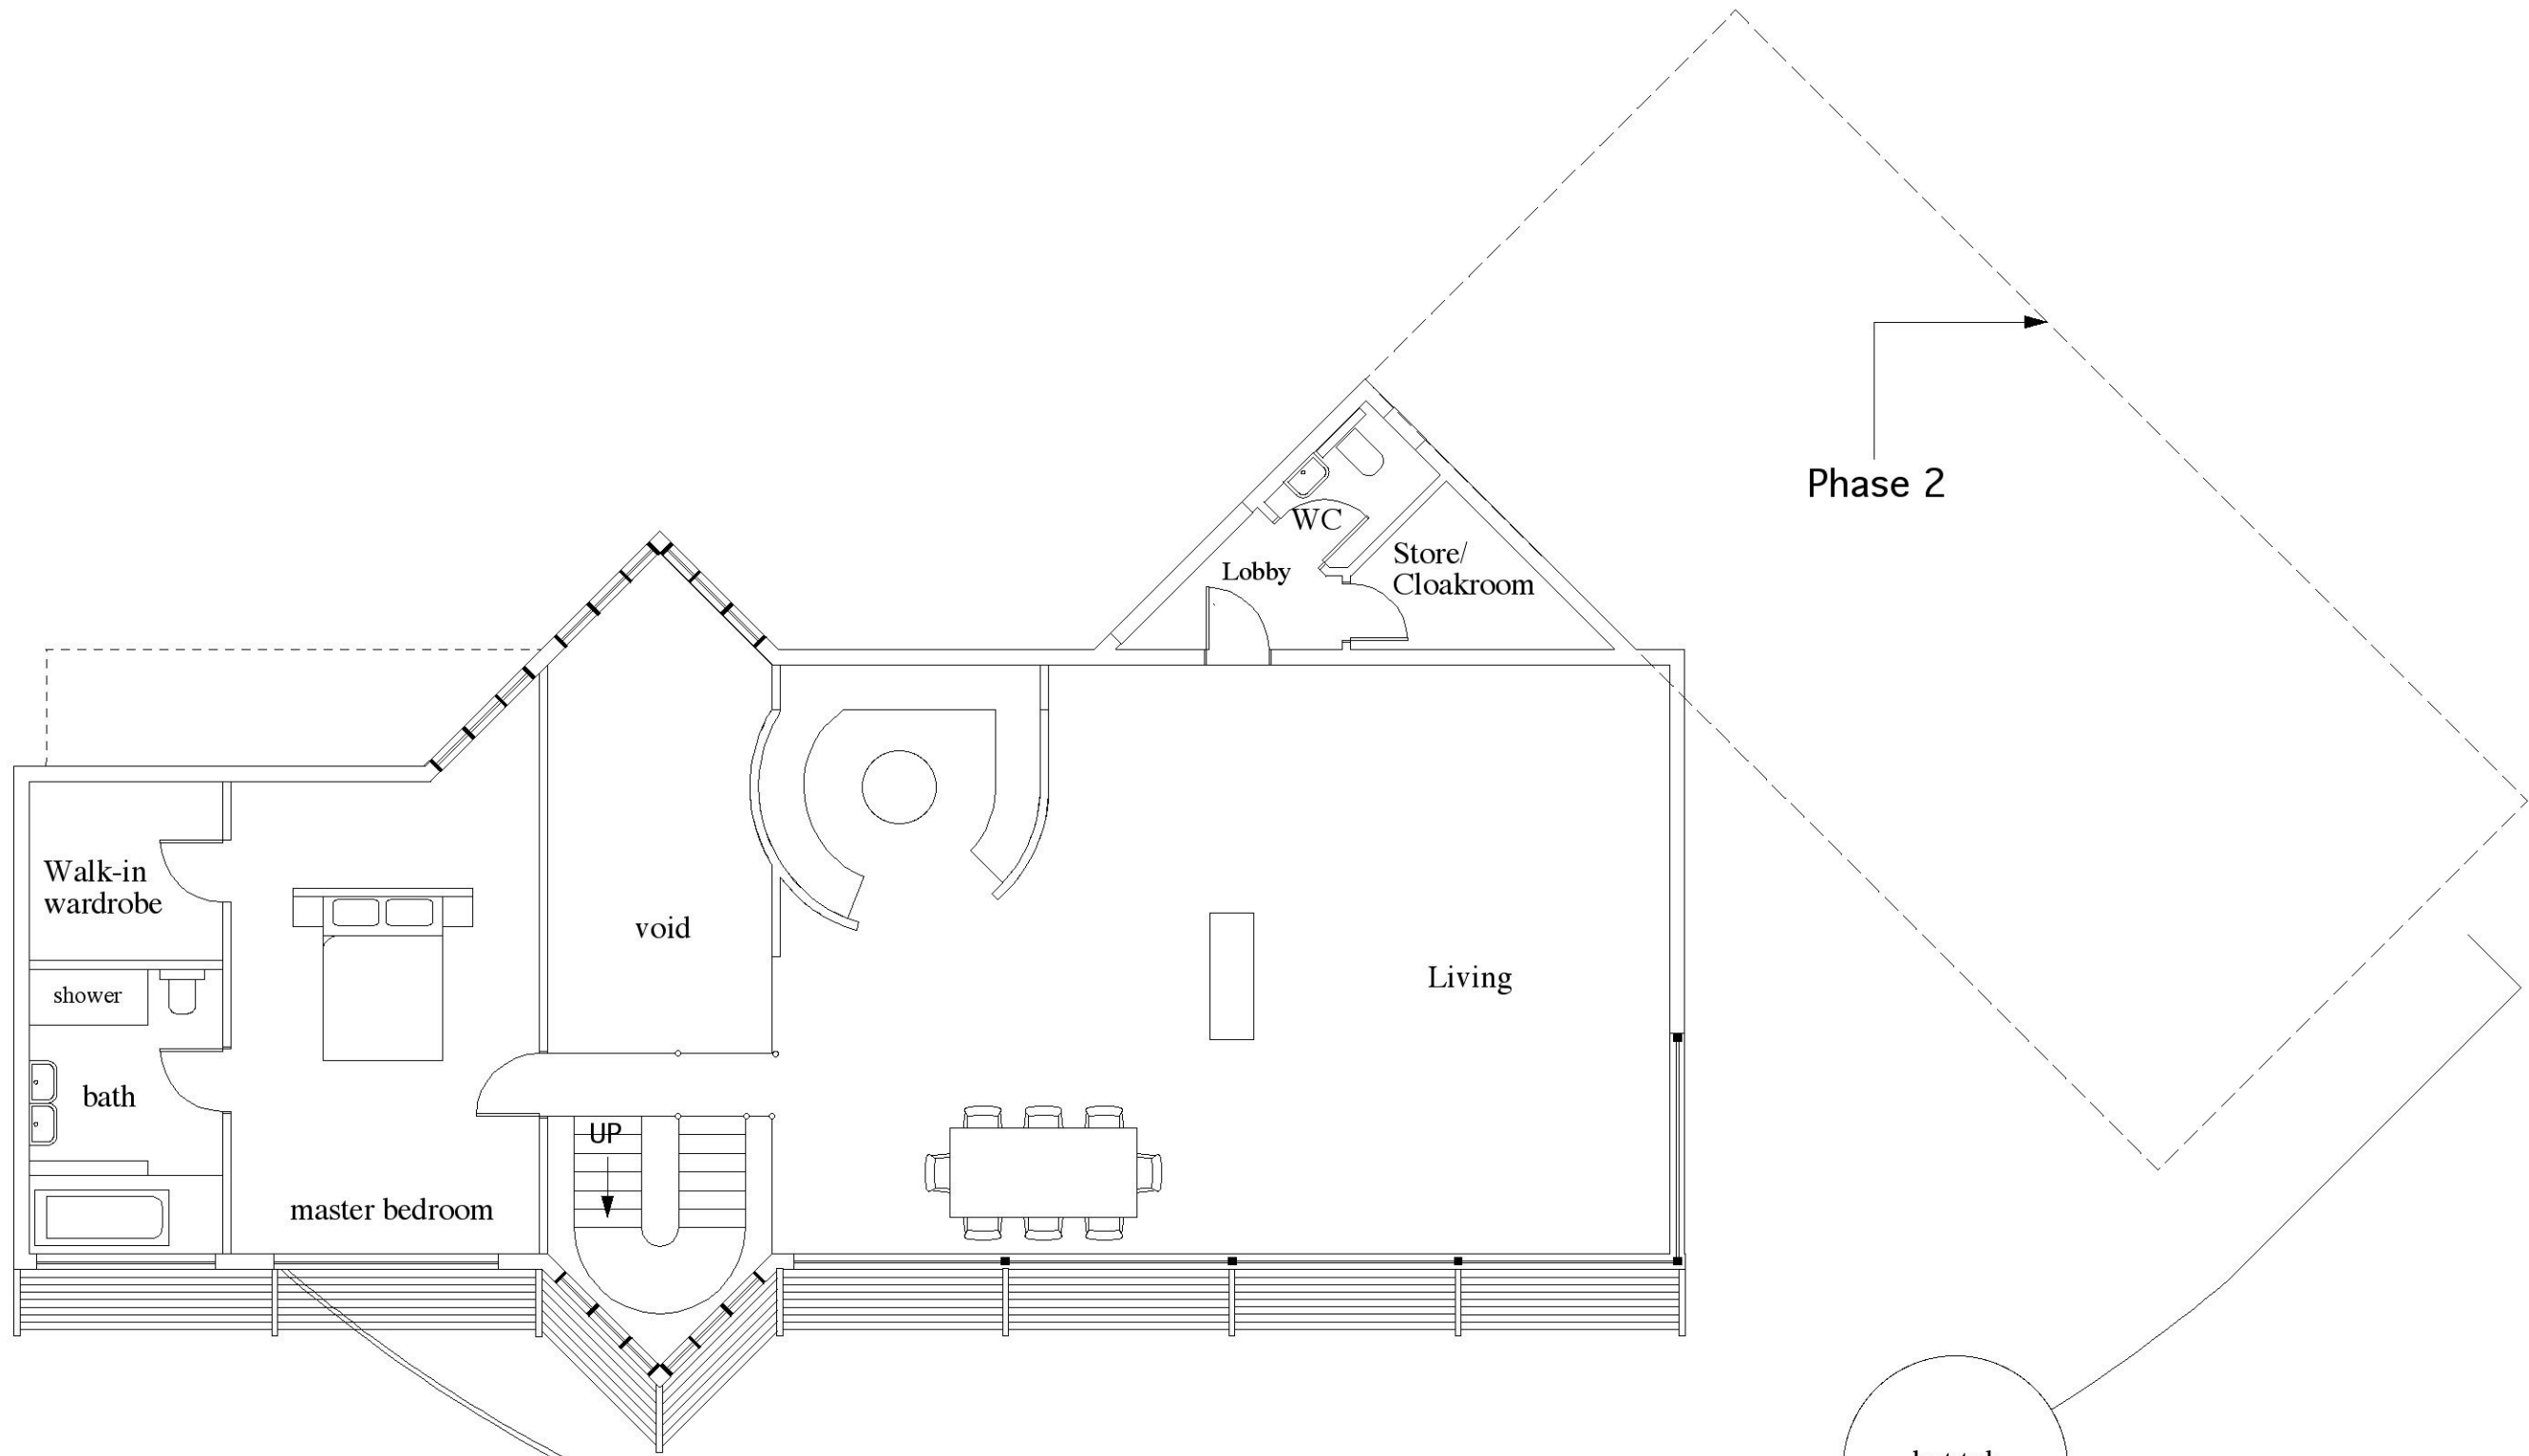 Phase 2
WC
Store/
Cloakroom
Lobby
Walk-in
wardrobe
void
Living
shower
bath
UP
master bedroom